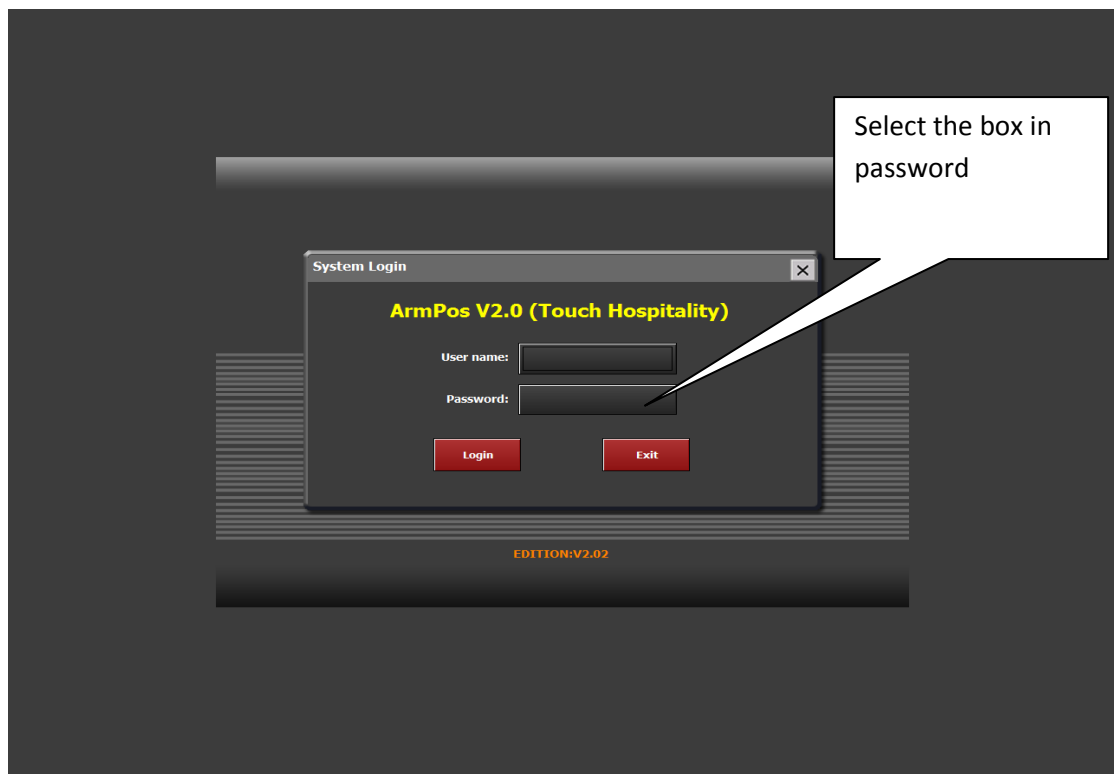 Select the box in
password
System Login
ArmPos V2.0 (Touch Hospitality)
User name:
Password:
Login Exit
EDITION:V2.02